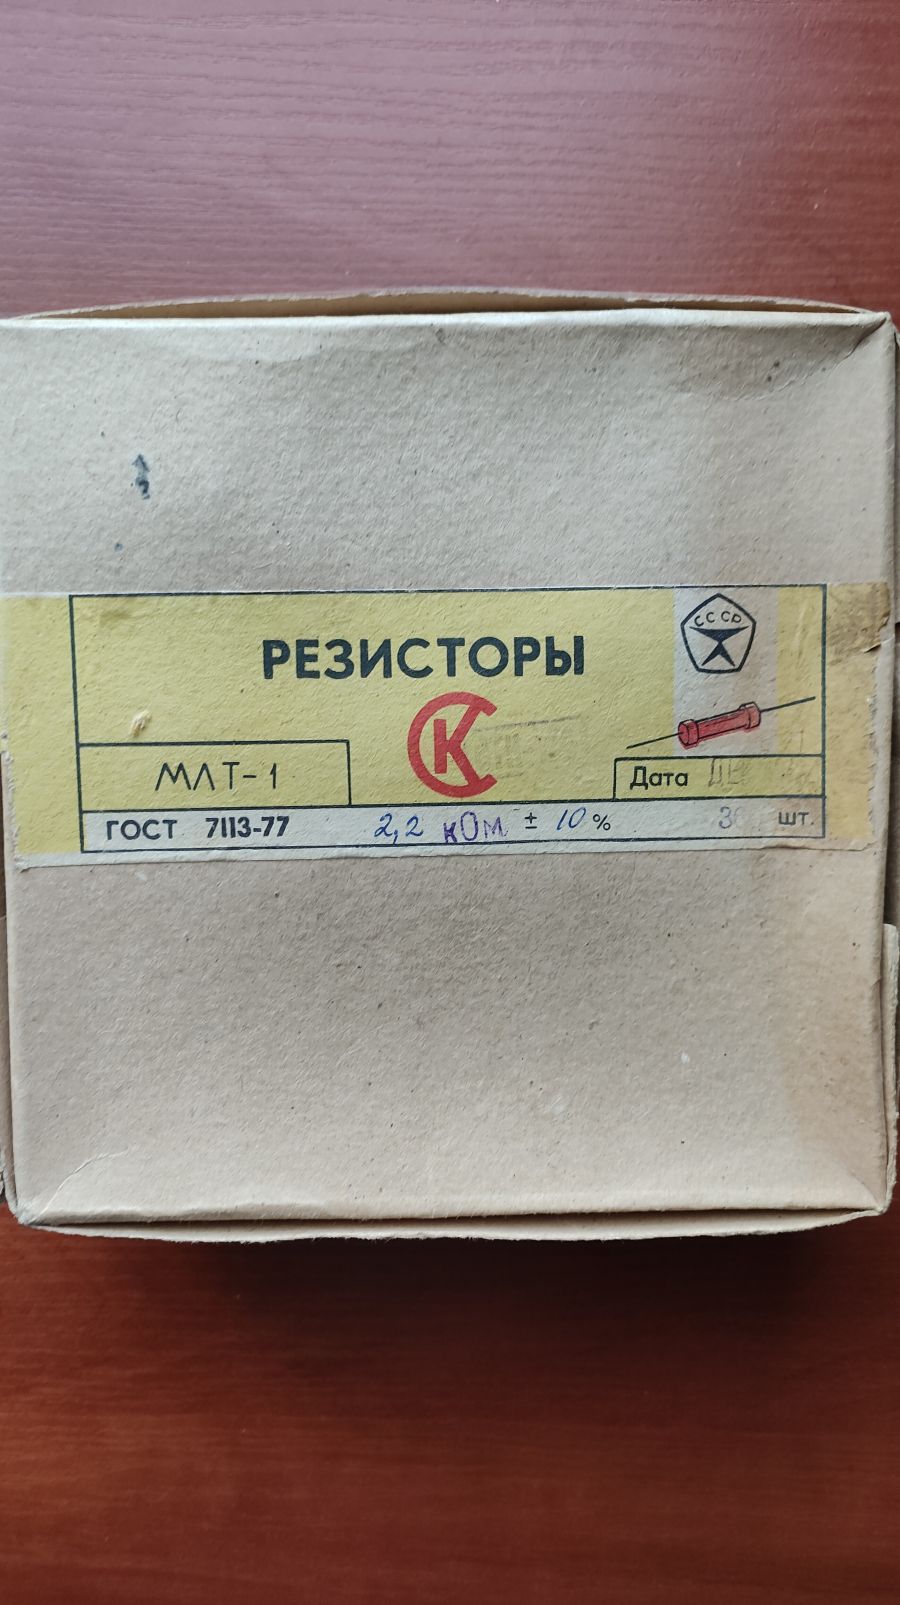 СССР
РЕЗИСТОРЫ
К
МЛТ-1
Дата
ГОСТ 7113-77 2,2 кОм ± 10 % шт.